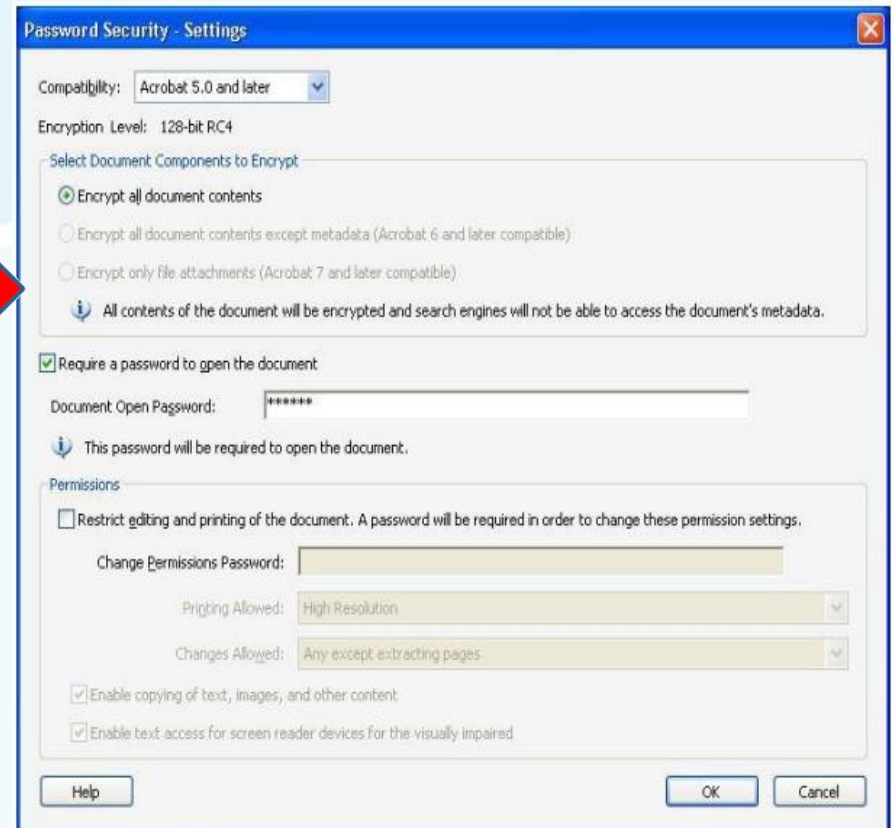 Password Security - Settings
Compatibility: Acrobat 5.0 and later
Encryption Level: 128-bit RC4
Select Document Components to Encrypt
Encrypt all document contents
Encrypt all document contents except metadata (Acrobat 6 and later compatible)
Encrypt only file attachments (Acrobat 7 and later compatible)
All contents of the document will be encrypted and search engines will not be able to access the document's metadata.
Require a password to open the document
Document Open Password: ******
This password will be required to open the document.
Permissions
Restrict editing and printing of the document. A password will be required in order to change these permission settings.
Change Permissions Password:
Printing Allowed: High Resolution
Changes Allowed: Any except extracting pages
Enable copying of text, images, and other content
Enable text access for screen reader devices for the visually impaired
Help OK Cancel